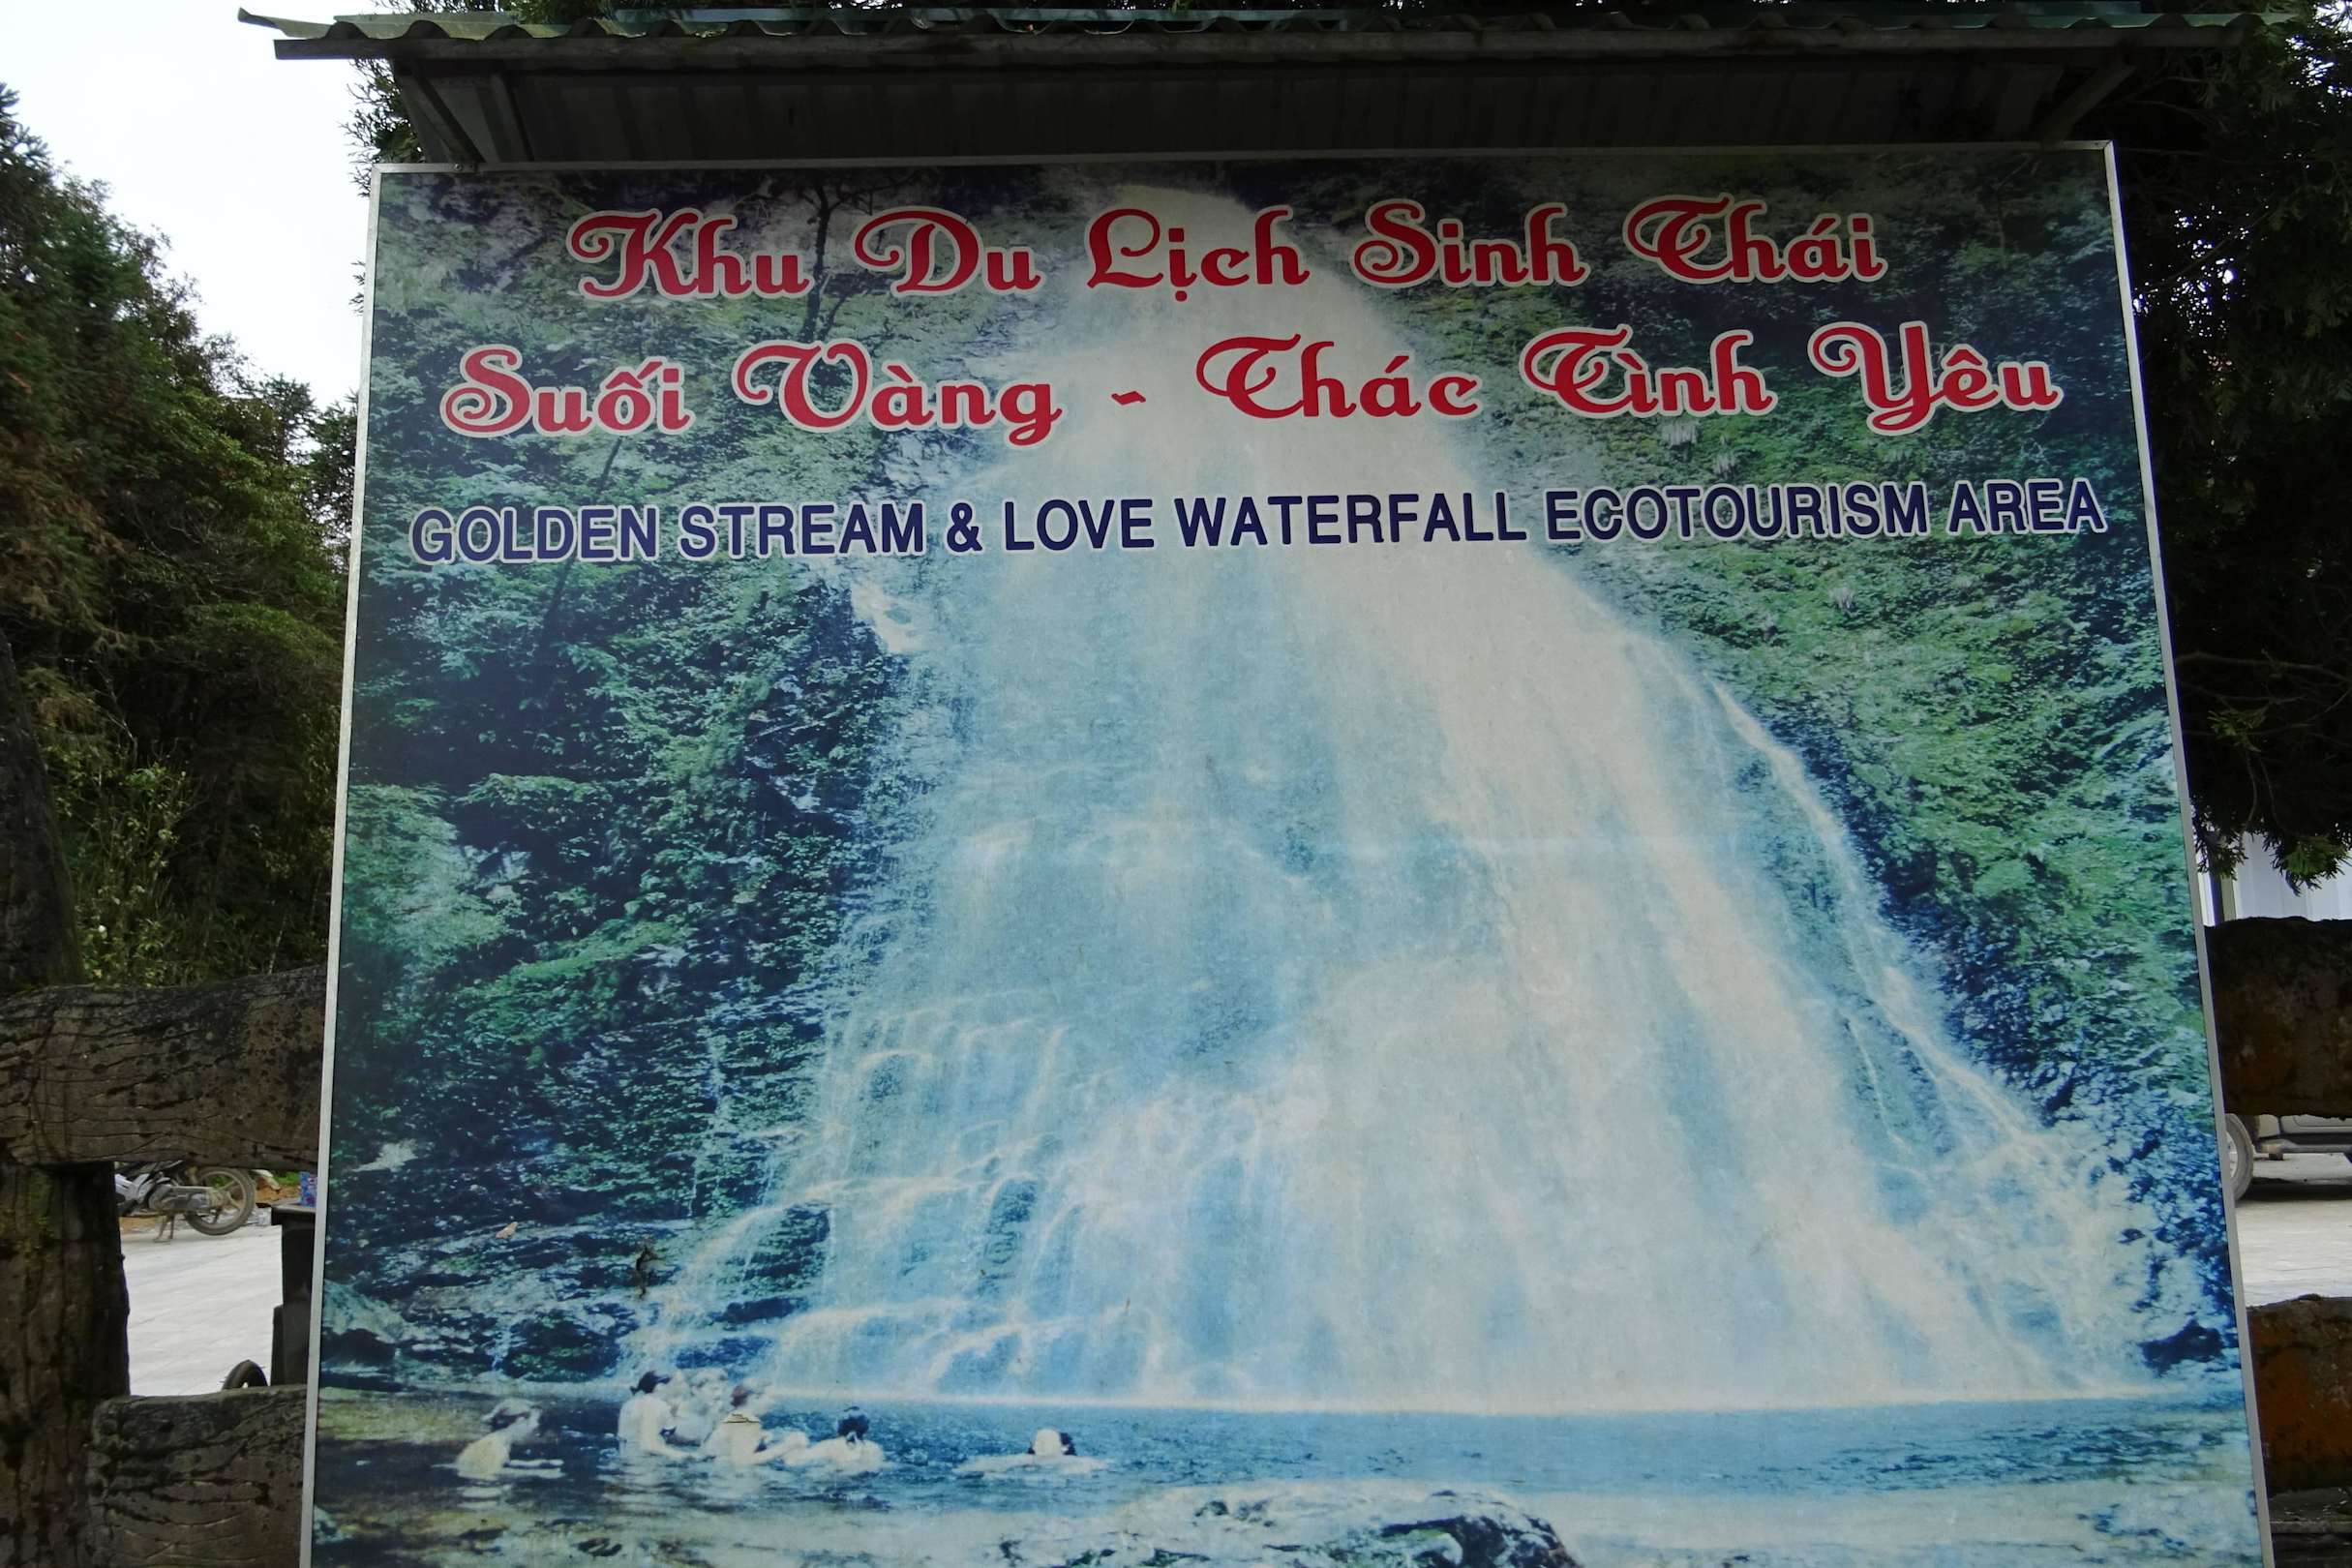 Khu Du Lịch Sinh Thái
Suối Vàng - Thác Tình Yêu
GOLDEN STREAM & LOVE WATERFALL ECOTOURISM AREA